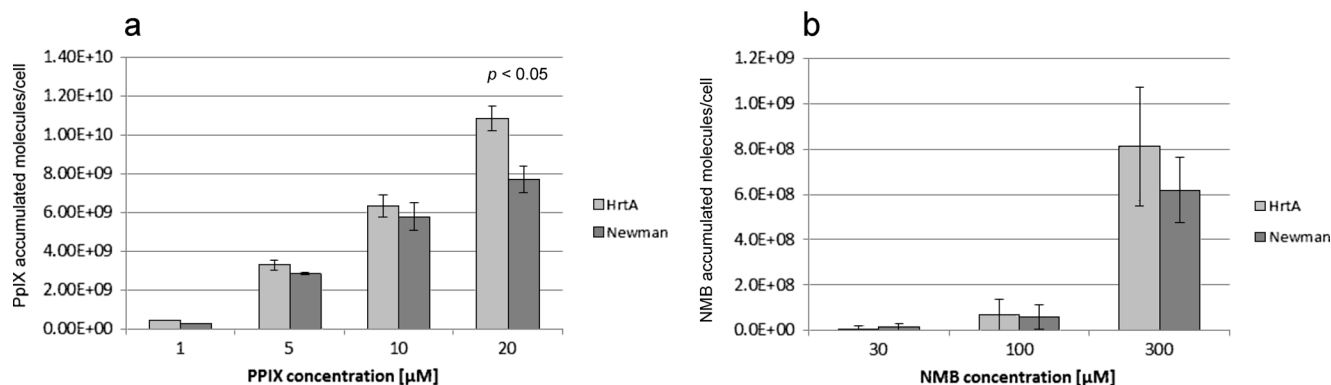 a
1.40E+10
1.20E+10
1.00E+10
8.00E+09
6.00E+09
4.00E+09
2.00E+09
0.00E+00
PpIX accumulated molecules/cell
p < 0.05
HrtA
Newman
1 5 10 20
PPIX concentration [µM]
b
1.2E+09
1.0E+09
8.0E+08
6.0E+08
4.0E+08
2.0E+08
0.0E+00
NMB accumulated molecules/cell
HrtA
Newman
30 100 300
NMB concentration [µM]